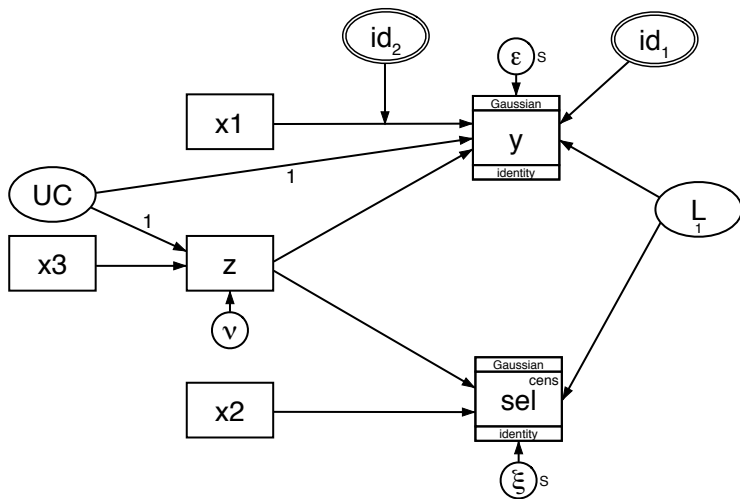 id2
id1
ε s
Gaussian
x1
y
identity
1
UC
1
L
1
x3
z
ν
Gaussian
cens
sel
x2
identity
ξ s